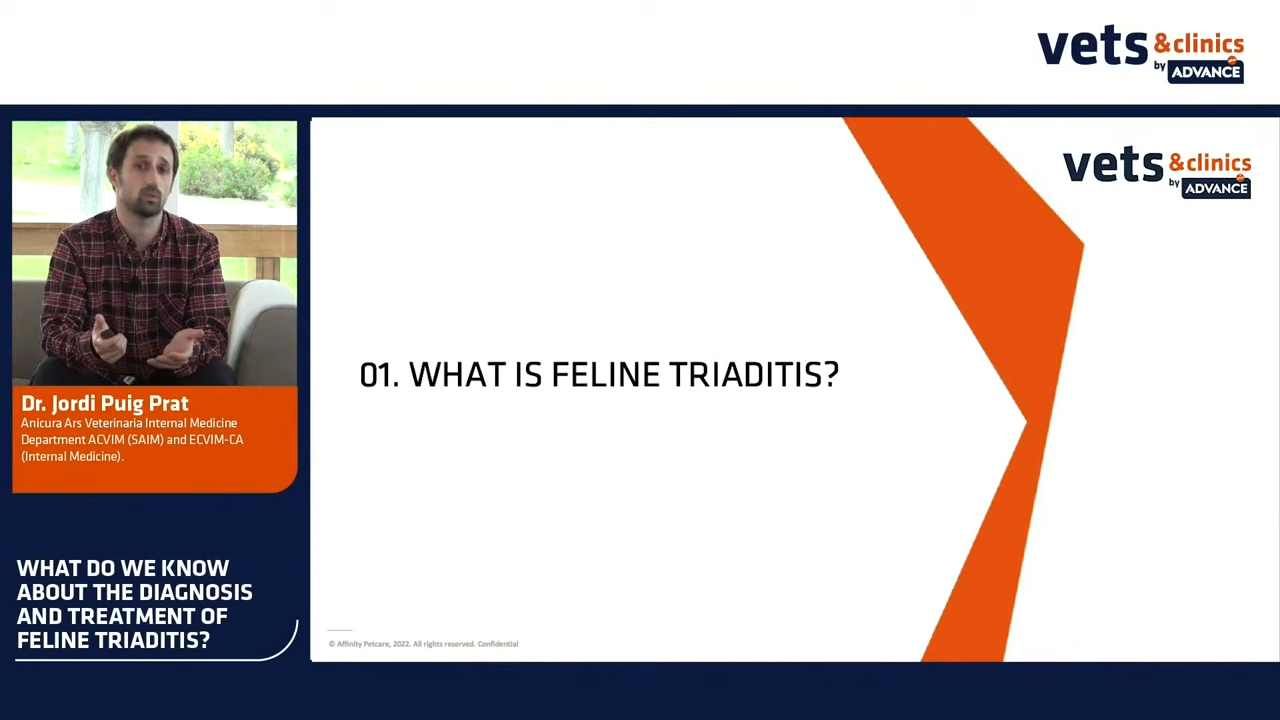 vets &clinics
by ADVANCE
vets &clinics
by ADVANCE
01. WHAT IS FELINE TRIADITIS?
Dr. Jordi Puig Prat
Anicura Ars Veterinaria Internal Medicine
Department ACVIM (SAIM) and ECVIM-CA
(Internal Medicine).
WHAT DO WE KNOW
ABOUT THE DIAGNOSIS
AND TREATMENT OF
FELINE TRIADITIS?
© Affinity Petcare, 2022. All rights reserved. Confidential